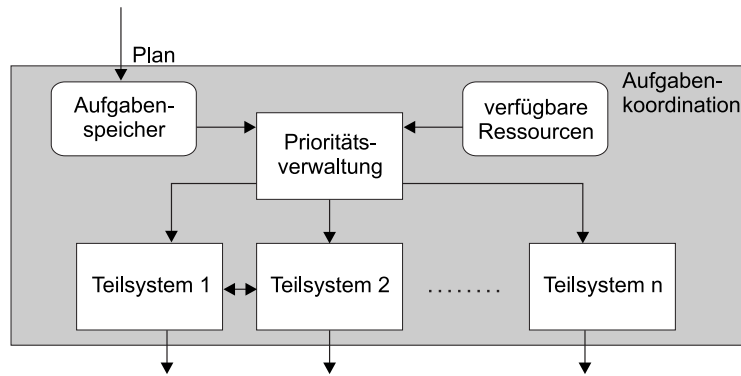 Plan
Aufgaben-
koordination
Aufgaben-
speicher
verfügbare
Ressourcen
Prioritäts-
verwaltung
Teilsystem 1
Teilsystem 2
........
Teilsystem n